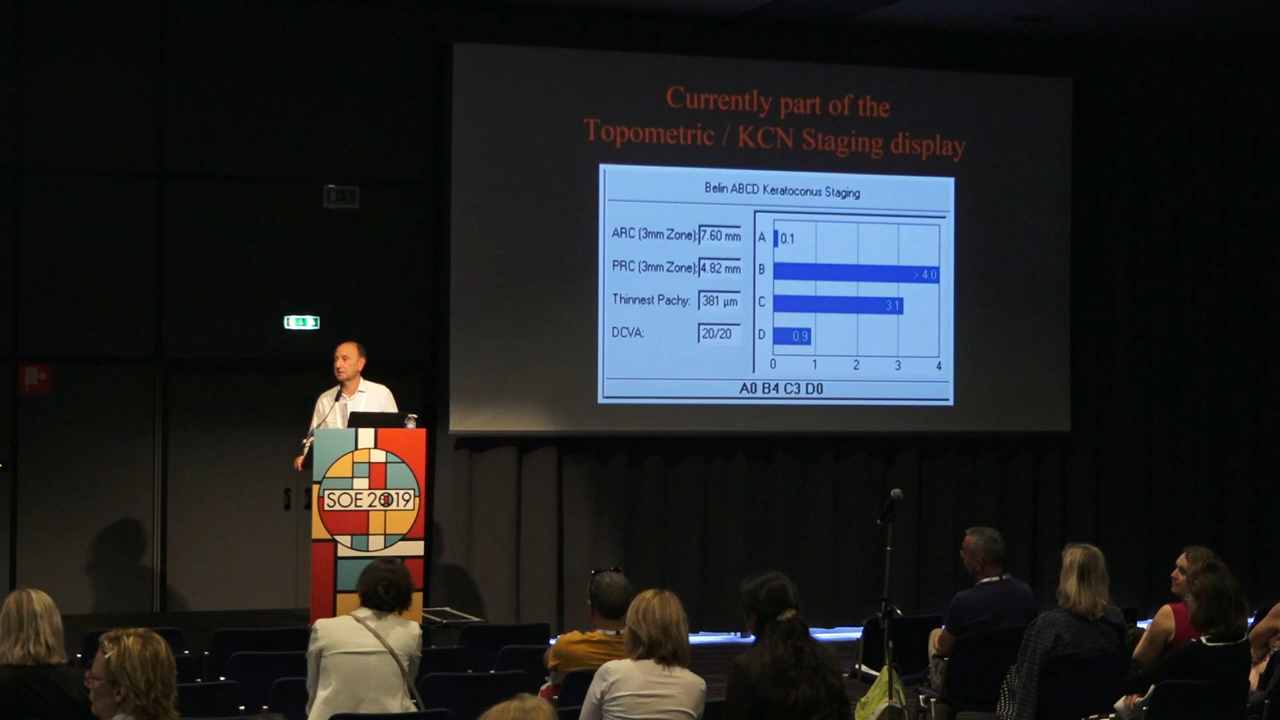 Currently part of the
Topometric / KCN Staging display
Belin ABCD Keratoconus Staging
ARC (3mm Zone): 7.60 mm
PRC (3mm Zone): 4.82 mm
Thinnest Pachy: 381 µm
DCVA: 20/20
A 0.1
B > 4.0
C 3.1
D 0.9
0 1 2 3 4
A0 B4 C3 D0
SOE 2019